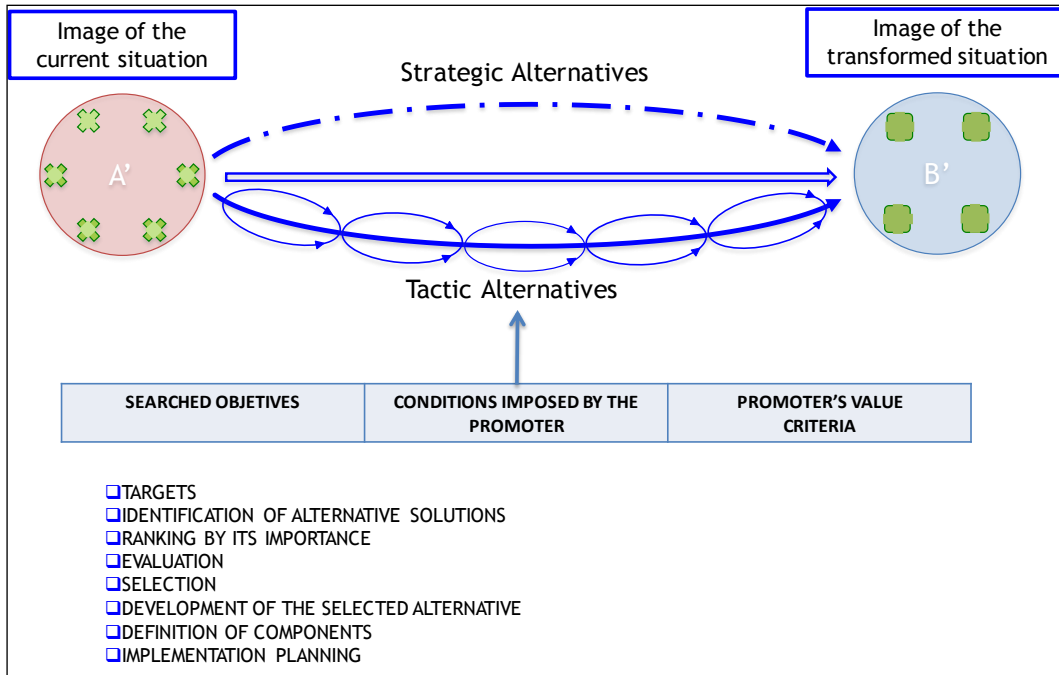 Image of the
current situation
Image of the
transformed situation
Strategic Alternatives
A’
B’
Tactic Alternatives
SEARCHED OBJETIVES
CONDITIONS IMPOSED BY THE
PROMOTER
PROMOTER’S VALUE
CRITERIA
❑TARGETS
❑IDENTIFICATION OF ALTERNATIVE SOLUTIONS
❑RANKING BY ITS IMPORTANCE
❑EVALUATION
❑SELECTION
❑DEVELOPMENT OF THE SELECTED ALTERNATIVE
❑DEFINITION OF COMPONENTS
❑IMPLEMENTATION PLANNING